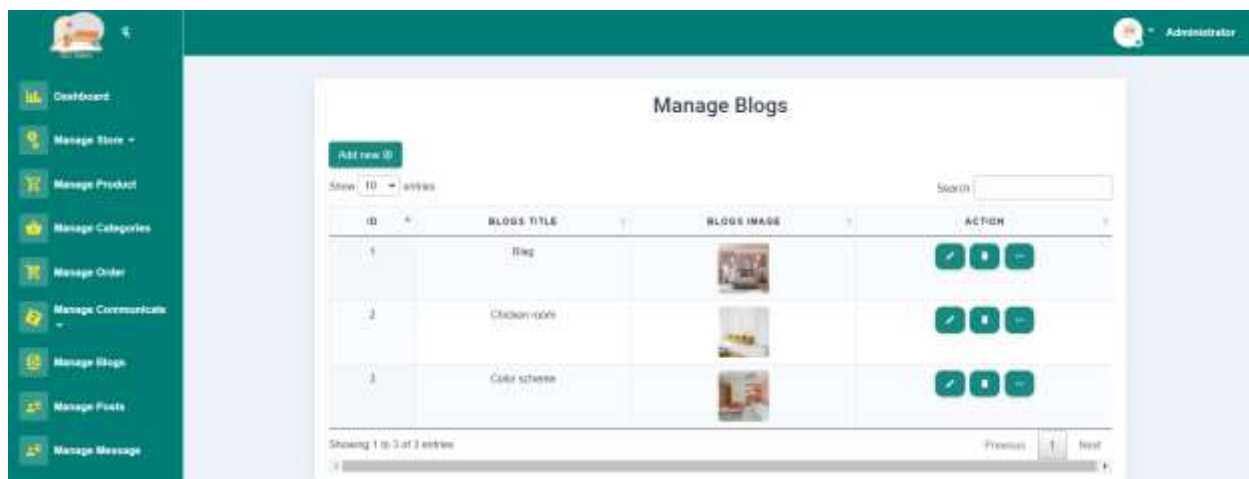 Administrator
Dashboard
Manage Store
Manage Product
Manage Categories
Manage Order
Manage Communicate
Manage Blogs
Manage Posts
Manage Message
Manage Blogs
Add new
Show 10 entries
Search
ID BLOGS TITLE BLOGS IMAGE ACTION
1
2 Chicken room
3 Color scheme
Showing 1 to 3 of 3 entries
Previous 1 Next